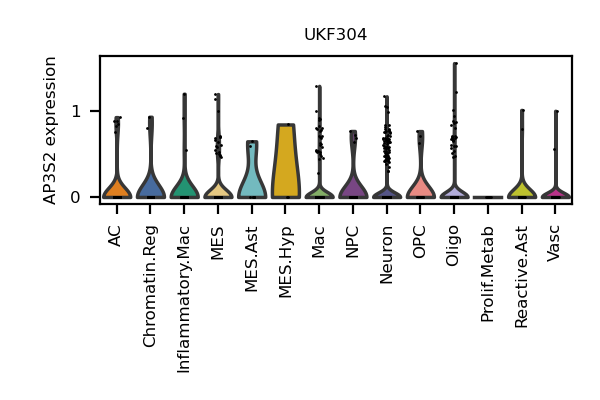 UKF304
AP3S2 expression
1
0
AC
Chromatin.Reg
Inflammatory.Mac
MES
MES.Ast
MES.Hyp
Mac
NPC
Neuron
OPC
Oligo
Prolif.Metab
Reactive.Ast
Vasc